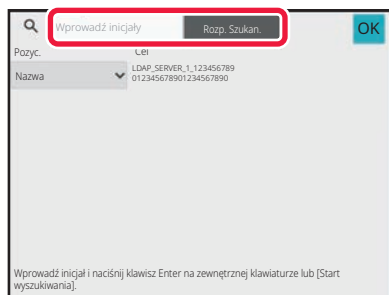 Wprowadź inicjały
Rozp. Szukan.
OK
Pozyc.
Cel
Nazwa
LDAP_SERVER_1_123456789
012345678901234567890
Wprowadź inicjał i naciśnij klawisz Enter na zewnętrznej klawiaturze lub [Start
wyszukiwania].